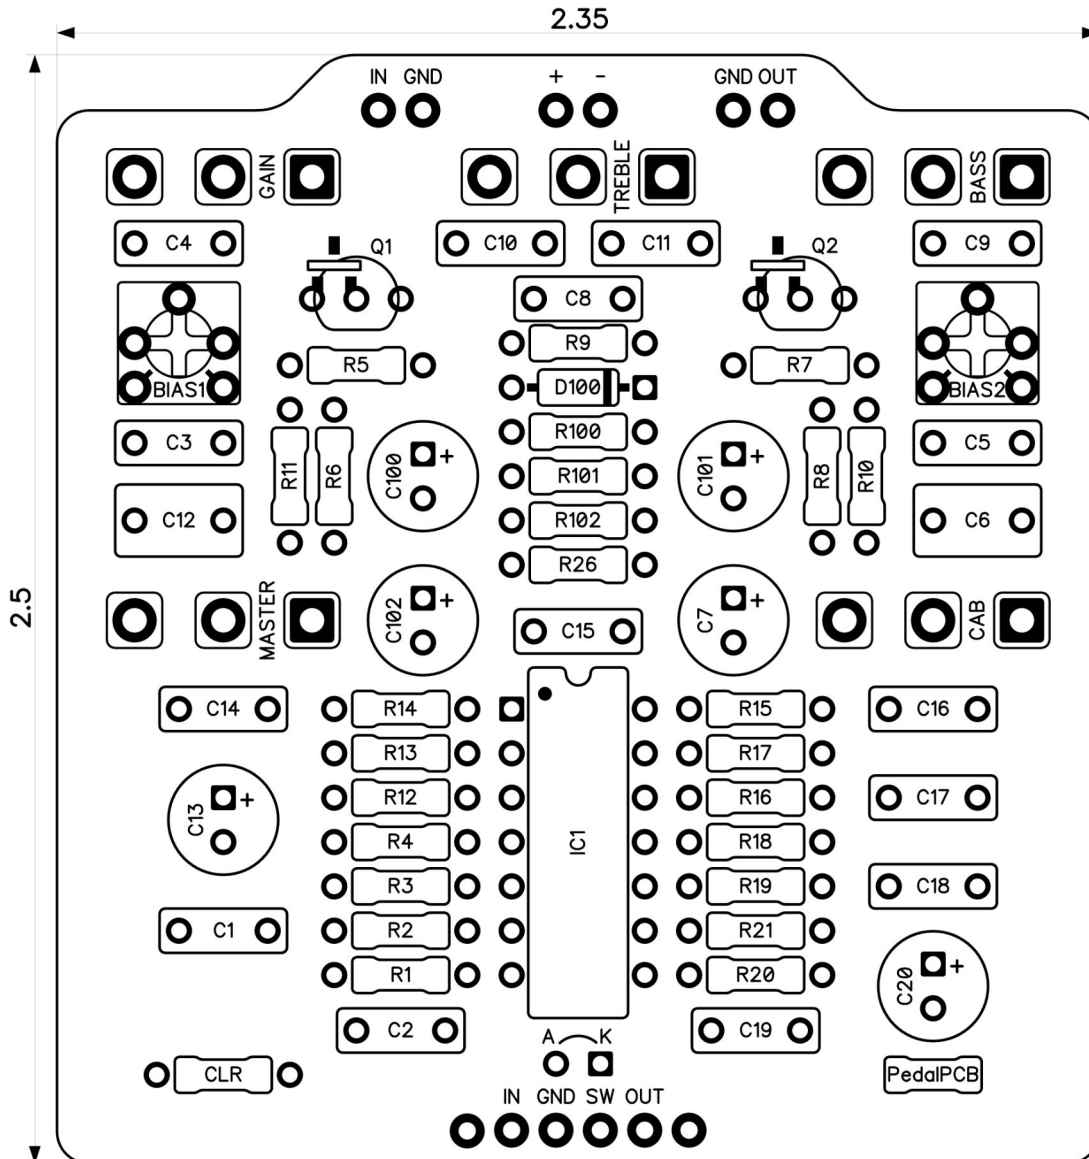 2.35
IN GND + - GND OUT
GAIN TREBLE BASS
C4 Q1 C10 C11 Q2 C9
C8
R9
BIAS1 R5 D100 R7 BIAS2
R100
C3 R11 R6 C100 + R101 C101 + R8 R10 C5
C12 R102 C6
R26
2.5
MASTER C102 + C15 C7 + CAB
C14 R14 R15 C16
R13 R17
C13 + R12 R16 C17
R4 IC1 R18
R3 R19 C18
C1 R2 R21
R1 R20 C20 +
C2 C19
A K
CLR PedalPCB
IN GND SW OUT